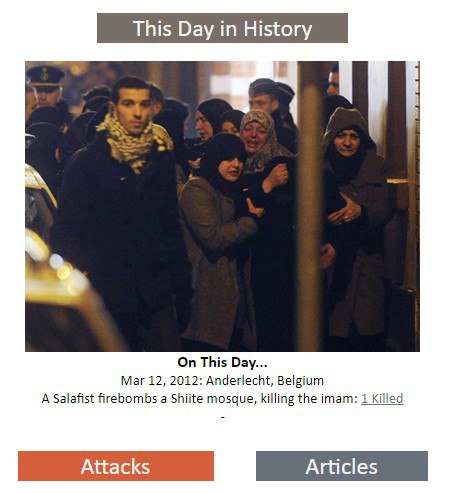 This Day in History
On This Day...
Mar 12, 2012: Anderlecht, Belgium
A Salafist firebombs a Shiite mosque, killing the imam: 1 Killed
-
Attacks
Articles